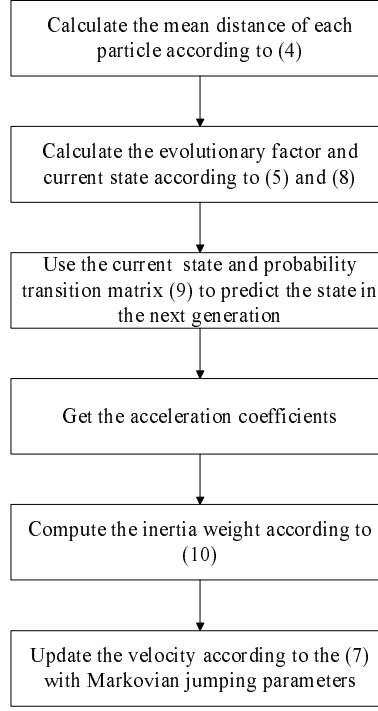 Calculate the mean distance of each
particle according to (4)
Calculate the evolutionary factor and
current state according to (5) and (8)
Use the current state and probability
transition matrix (9) to predict the state in
the next generation
Get the acceleration coefficients
Compute the inertia weight according to
(10)
Update the velocity according to the (7)
with Markovian jumping parameters